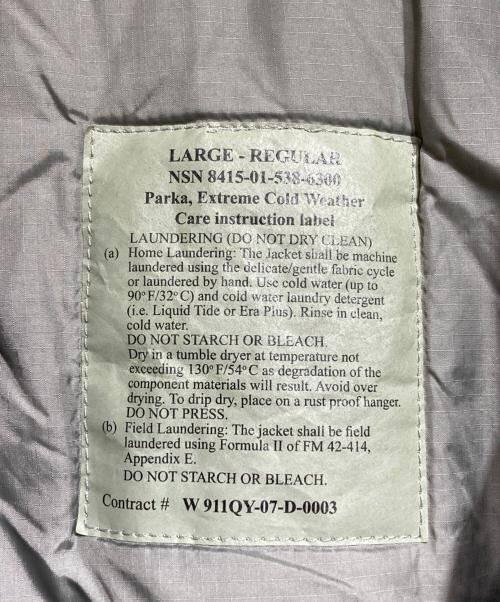 LARGE - REGULAR
NSN 8415-01-538-6300
Parka, Extreme Cold Weather
Care instruction label
LAUNDERING (DO NOT DRY CLEAN)
(a) Home Laundering: The Jacket shall be machine
laundered using the delicate/gentle fabric cycle
or laundered by hand. Use cold water (up to
90°F/32°C) and cold water laundry detergent
(i.e. Liquid Tide or Era Plus). Rinse in clean,
cold water.
DO NOT STARCH OR BLEACH.
Dry in a tumble dryer at temperature not
exceeding 130°F/54°C as degradation of the
component materials will result. Avoid over
drying. To drip dry, place on a rust proof hanger.
DO NOT PRESS.
(b) Field Laundering: The jacket shall be field
laundered using Formula II of FM 42-414,
Appendix E.
DO NOT STARCH OR BLEACH.
Contract # W 911QY-07-D-0003